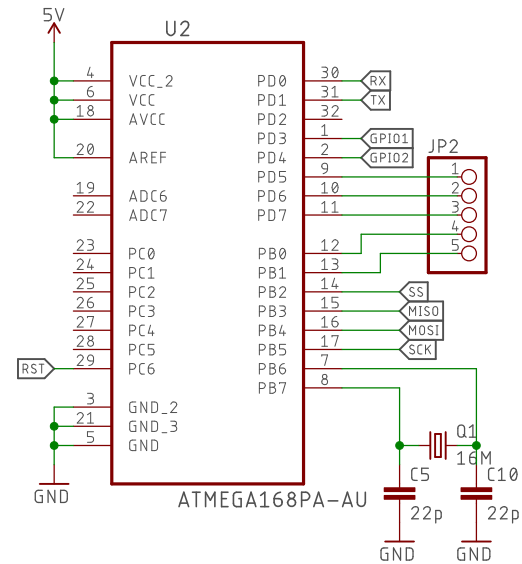 5V
U2
4 VCC_2 PD0 30 RX
6 VCC PD1 31 TX
18 AVCC PD2 32
PD3 1 GPIO1
20 AREF PD4 2 GPIO2
JP2
PD5 9 1
19 ADC6 PD6 10 2
22 ADC7 PD7 11 3
23 PC0 PB0 12 4
24 PC1 PB1 13 5
25 PC2 PB2 14 SS
26 PC3 PB3 15 MISO
27 PC4 PB4 16 MOSI
28 PC5 PB5 17 SCK
RST 29 PC6 PB6 7
PB7 8
3 GND_2
21 GND_3
5 GND
Q1
16M
GND
ATMEGA168PA-AU
C5
22p
C10
22p
GND
GND